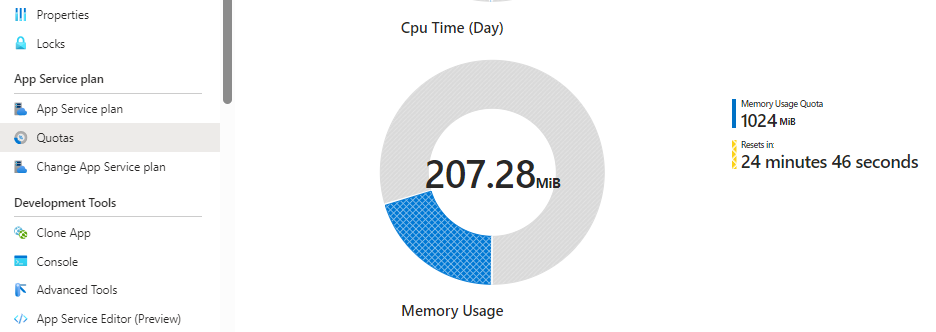 Properties
Locks
App Service plan
App Service plan
Quotas
Change App Service plan
Development Tools
Clone App
Console
Advanced Tools
App Service Editor (Preview)
Cpu Time (Day)
207.28MiB
Memory Usage
Memory Usage Quota
1024 MiB
Resets in:
24 minutes 46 seconds